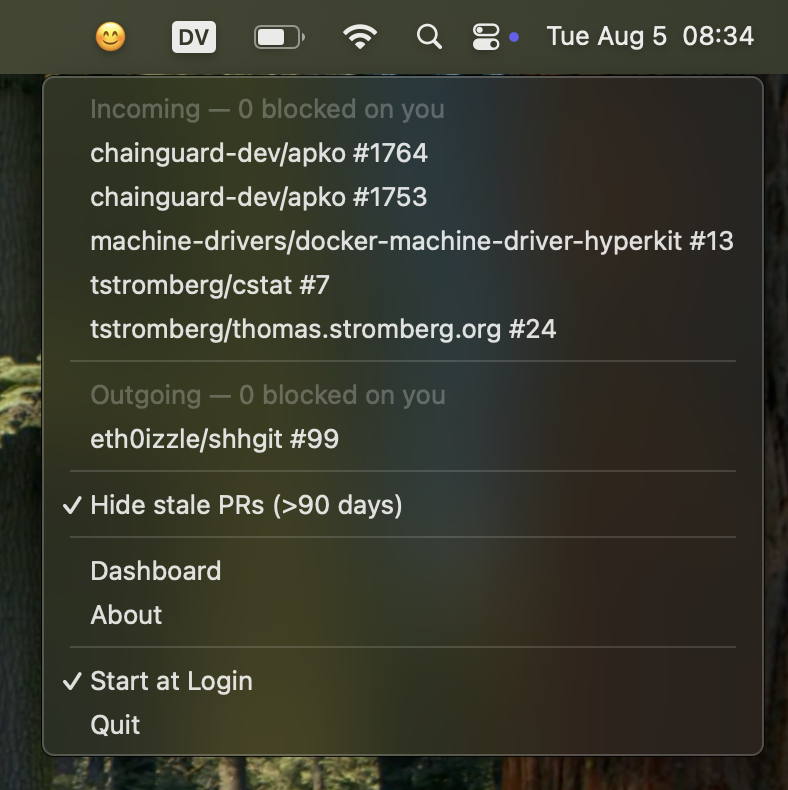 DV
Tue Aug 5 08:34
Incoming — 0 blocked on you
chainguard-dev/apko #1764
chainguard-dev/apko #1753
machine-drivers/docker-machine-driver-hyperkit #13
tstromberg/cstat #7
tstromberg/thomas.stromberg.org #24
Outgoing — 0 blocked on you
eth0izzle/shhgit #99
✓ Hide stale PRs (>90 days)
Dashboard
About
✓ Start at Login
Quit